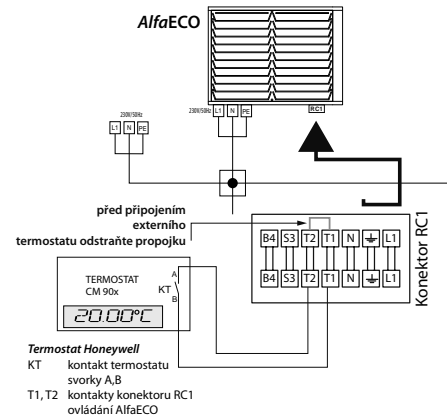 AlfaECO
RC1
230V/50Hz L1 N PE
230V/50Hz
L1 N PE
před připojením
externího
termostatu odstraňte propojku
B4 S3 T2 T1 N L1
B4 S3 T2 T1 N L1
Konektor RC1
TERMOSTAT
CM 90x
A
KT
B
20.00°C
Termostat Honeywell
KT kontakt termostatu
svorky A,B
T1, T2 kontakty konektoru RC1
ovládání AlfaECO